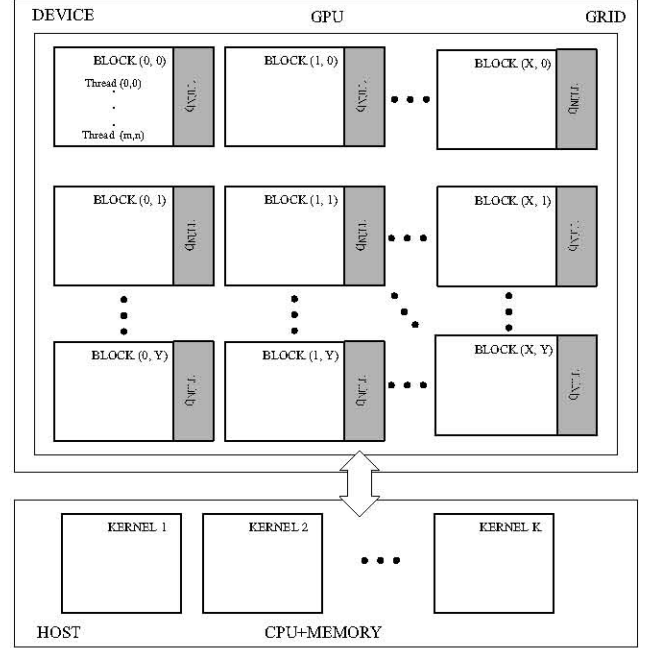 DEVICE GPU GRID
BLOCK (0, 0) BLOCK (1, 0) BLOCK (X, 0)
Thread {0,0}
Thread {m,n}
BLOCK (0, 1) BLOCK (1, 1) BLOCK (X, 1)
BLOCK (0, Y) BLOCK (1, Y) BLOCK (X, Y)
KERNEL 1 KERNEL 2 KERNEL K
HOST CPU+MEMORY